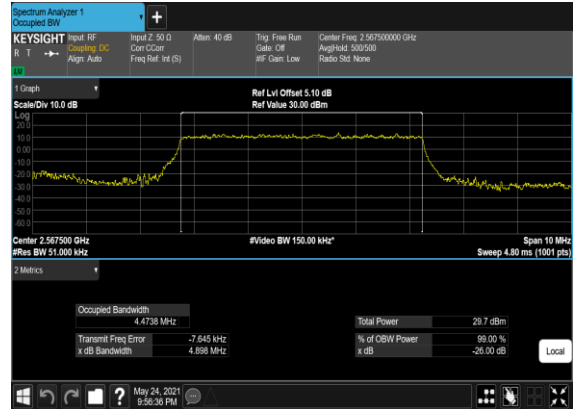 Spectrum Analyzer 1
Occupied BW
+
KEYSIGHT Input: RF Input Z: 50 Ω Atten: 40 dB Trig: Free Run Center Freq: 2.567500000 GHz
R T Coupling: DC Corr CCorr Gate: Off Avg|Hold: 500/500
Align: Auto Freq Ref: Int (S) #IF Gain: Low Radio Std: None
1 Graph
Ref Lvl Offset 5.10 dB
Scale/Div 10.0 dB Ref Value 30.00 dBm
Log
20.0
10.0
0.00
-10.0
-20.0
-30.0
-40.0
-50.0
-60.0
Center 2.567500 GHz #Video BW 150.00 kHz* Span 10 MHz
#Res BW 51.000 kHz Sweep 4.80 ms (1001 pts)
2 Metrics
Occupied Bandwidth
4.4738 MHz Total Power 29.7 dBm
Transmit Freq Error -7.645 kHz % of OBW Power 99.00 %
x dB Bandwidth 4.898 MHz x dB -26.00 dB
Local
? May 24, 2021
9:56:36 PM